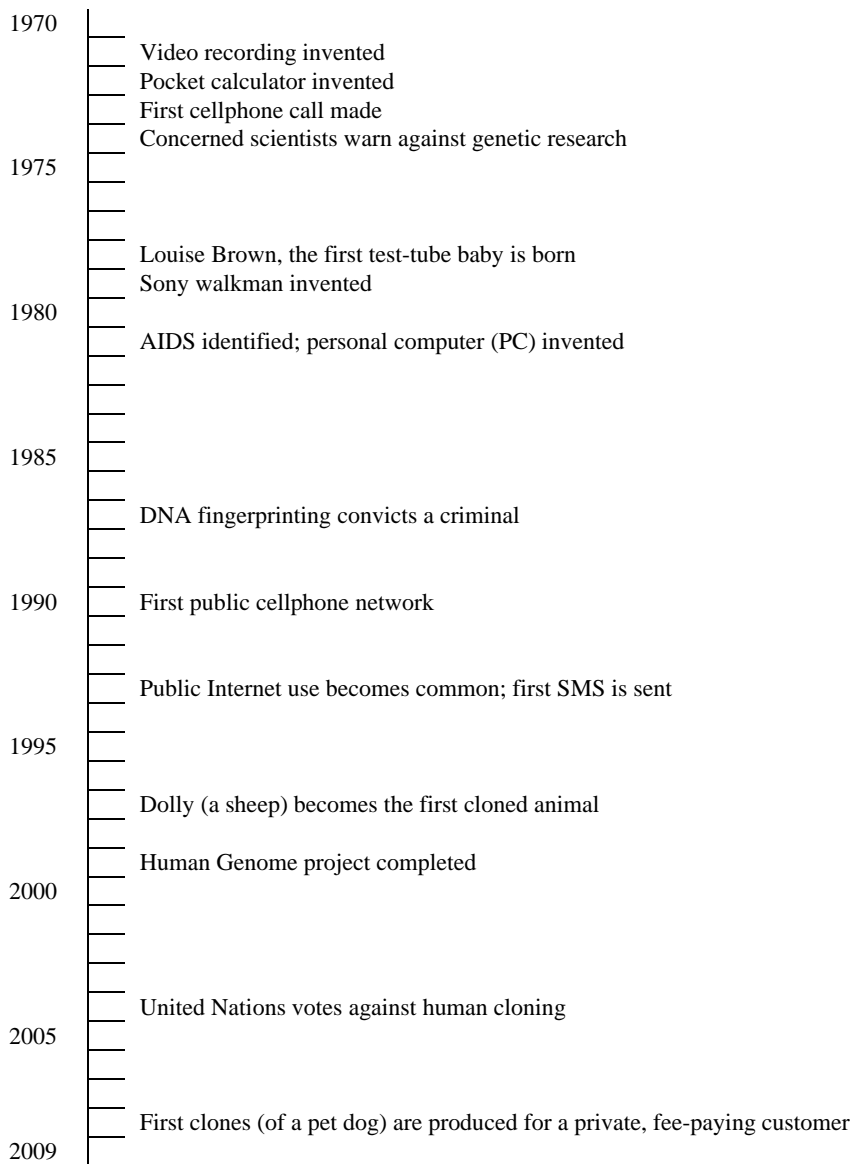 1970
Video recording invented
Pocket calculator invented
First cellphone call made
Concerned scientists warn against genetic research
1975
Louise Brown, the first test-tube baby is born
Sony walkman invented
1980
AIDS identified; personal computer (PC) invented
1985
DNA fingerprinting convicts a criminal
1990 First public cellphone network
Public Internet use becomes common; first SMS is sent
1995
Dolly (a sheep) becomes the first cloned animal
Human Genome project completed
2000
United Nations votes against human cloning
2005
First clones (of a pet dog) are produced for a private, fee-paying customer
2009